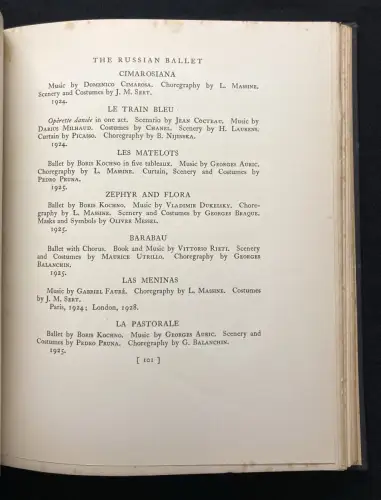 THE RUSSIAN BALLET
CIMAROSIANA
Music by Domenico Cimarosa. Choregraphy by L. Massine.
Scenery and Costumes by J. M. Sert.
1924.
LE TRAIN BLEU
Opérette dansée in one act. Scenario by Jean Cocteau. Music by
Darius Milhaud. Costumes by Chanel. Scenery by H. Laurens.
Curtain by Picasso. Choregraphy by B. Nijinska.
1924.
LES MATELOTS
Ballet by Boris Kochno in five tableaux. Music by Georges Auric.
Choregraphy by L. Massine. Curtain, Scenery and Costumes by
Pedro Pruna.
1925.
ZEPHYR AND FLORA
Ballet by Boris Kochno. Music by Vladimir Dukelsky. Chore-
graphy by L. Massine. Scenery and Costumes by Georges Braque.
Masks and Symbols by Oliver Messel.
1925.
BARABAU
Ballet with Chorus. Book and Music by Vittorio Rieti. Scenery
and Costumes by Maurice Utrillo. Choregraphy by Georges
Balanchin.
1925.
LAS MENINAS
Music by Gabriel Fauré. Choregraphy by L. Massine. Costumes
by J. M. Sert.
Paris, 1924; London, 1928.
LA PASTORALE
Ballet by Boris Kochno. Music by Georges Auric. Scenery and
Costumes by Pedro Pruna. Choregraphy by G. Balanchin.
1925.
[ 101 ]